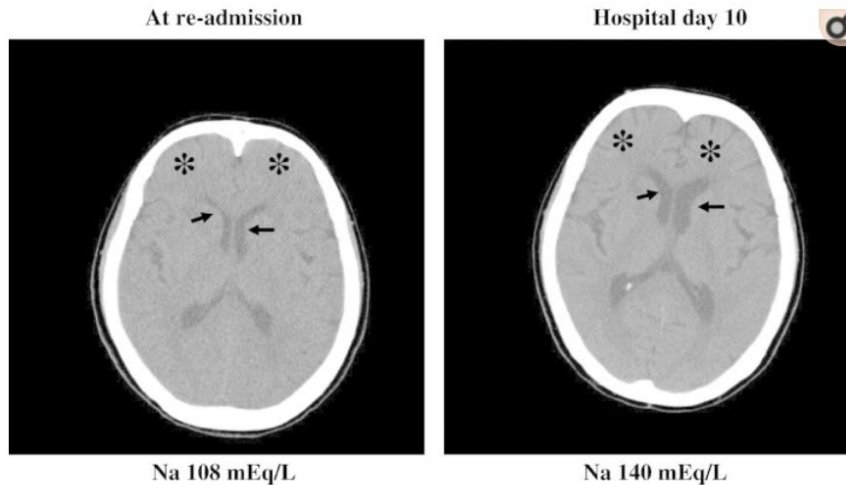 At re-admission
Hospital day 10
*
*
*
*
Na 108 mEq/L
Na 140 mEq/L